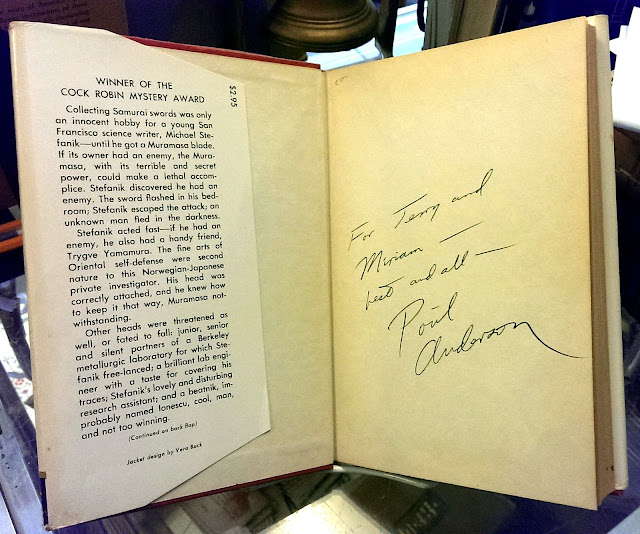 WINNER OF THE
COCK ROBIN MYSTERY AWARD
$2.95
Collecting Samurai swords was only
an innocent hobby for a young San
Francisco science writer, Michael Ste-
fanik—until he got a Muramasa blade.
If its owner had an enemy, the Mura-
masa, with its terrible and secret
power, could make a lethal accom-
plice. Stefanik discovered he had an
enemy. The sword flashed in his bed-
room; Stefanik escaped the attack; an
unknown man fled in the darkness.
Stefanik acted fast—if he had an
enemy, he also had a handy friend,
Trygve Yamamura. The fine arts of
Oriental self-defense were second
nature to this Norwegian-Japanese
private investigator. His head was
correctly attached, and he knew how
to keep it that way, Muramasa not-
withstanding.
Other heads were threatened as
well, or fated to fall: junior, senior
and silent partners of a Berkeley
metallurgic laboratory for which Ste-
fanik free-lanced; a brilliant lab engi-
neer with a taste for covering his
traces; Stefanik's lovely and disturbing
research assistant; and a beatnik, im-
probably named Ionescu, cool, man,
and not too winning.
(Continued on back flap)
Jacket design by Vera Bock
For Terry and
Miriam —
best and all —
Poul
Anderson